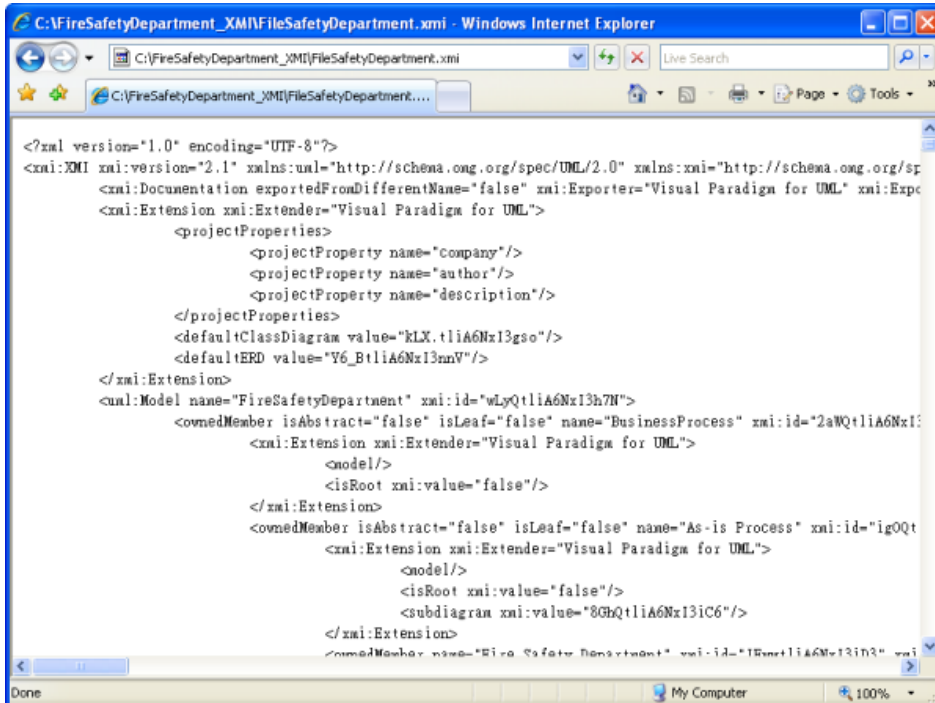 C:\FireSafetyDepartment_XMI\FileSafetyDepartment.xmi - Windows Internet Explorer
C:\FireSafetyDepartment_XMI\FileSafetyDepartment.xmi
Live Search
C:\FireSafetyDepartment_XMI\FileSafetyDepartment....
Page
Tools
<?xml version="1.0" encoding="UTF-8"?>
<xmi:XMI xmi:version="2.1" xmlns:uml="http://schema.omg.org/spec/UML/2.0" xmlns:xmi="http://schema.omg.org/sp
<xmi:Documentation exportedFromDifferentName="false" xmi:Exporter="Visual Paradigm for UML" xmi:Expo
<xmi:Extension xmi:Extender="Visual Paradigm for UML">
<projectProperties>
<projectProperty name="company"/>
<projectProperty name="author"/>
<projectProperty name="description"/>
</projectProperties>
<defaultClassDiagram value="kLX.tliA6NxI3gso"/>
<defaultERD value="Y6_BtliA6NxI3nnV"/>
</xmi:Extension>
<uml:Model name="FireSafetyDepartment" xmi:id="wLyQtliA6NxI3h7N">
<ownedMember isAbstract="false" isLeaf="false" name="BusinessProcess" xmi:id="2aWQtliA6NxI3
<xmi:Extension xmi:Extender="Visual Paradigm for UML">
<model/>
<isRoot xmi:value="false"/>
</xmi:Extension>
<ownedMember isAbstract="false" isLeaf="false" name="As-is Process" xmi:id="igOQt
<xmi:Extension xmi:Extender="Visual Paradigm for UML">
<model/>
<isRoot xmi:value="false"/>
<subdiagram xmi:value="8GhQtliA6NxI3iC6"/>
</xmi:Extension>
<ownedMember name="Fire Safety Department"
Done
My Computer
100%